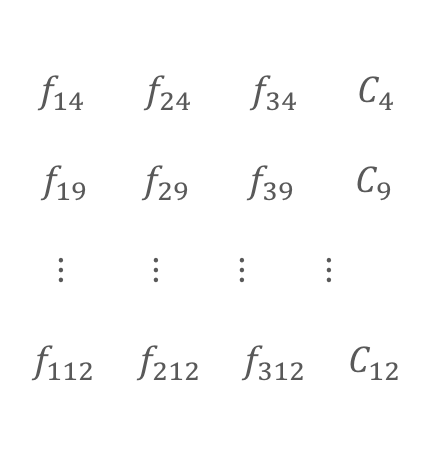 f₁₄ f₂₄ f₃₄ C₄
f₁₉ f₂₉ f₃₉ C₉
⋮ ⋮ ⋮ ⋮
f₁₁₂ f₂₁₂ f₃₁₂ C₁₂